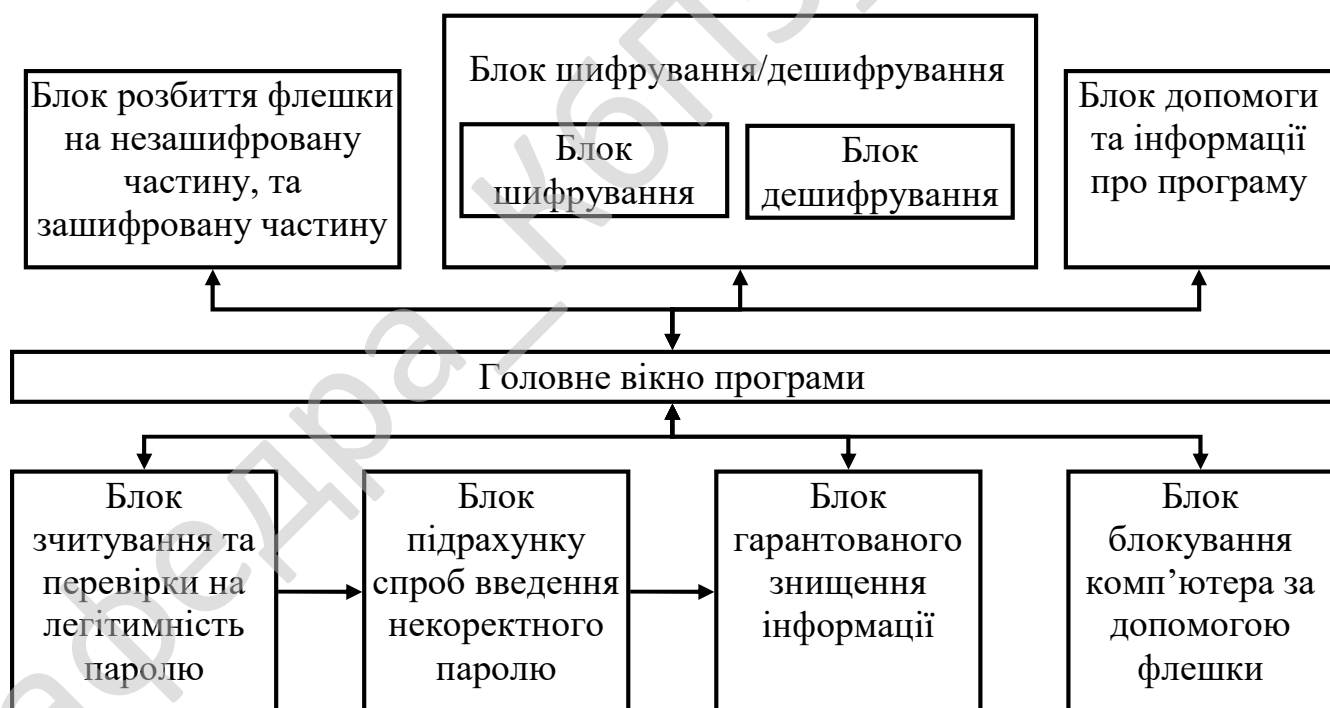 Блок розбиття флешки
на незашифровану
частину, та
зашифровану частину
Блок шифрування/дешифрування
Блок
шифрування
Блок
дешифрування
Блок допомоги
та інформації
про програму
Головне вікно програми
Блок
зчитування та
перевірки на
легітимність
паролю
Блок
підрахунку
спроб введення
некоректного
паролю
Блок
гарантованого
знищення
інформації
Блок
блокування
комп’ютера за
допомогою
флешки